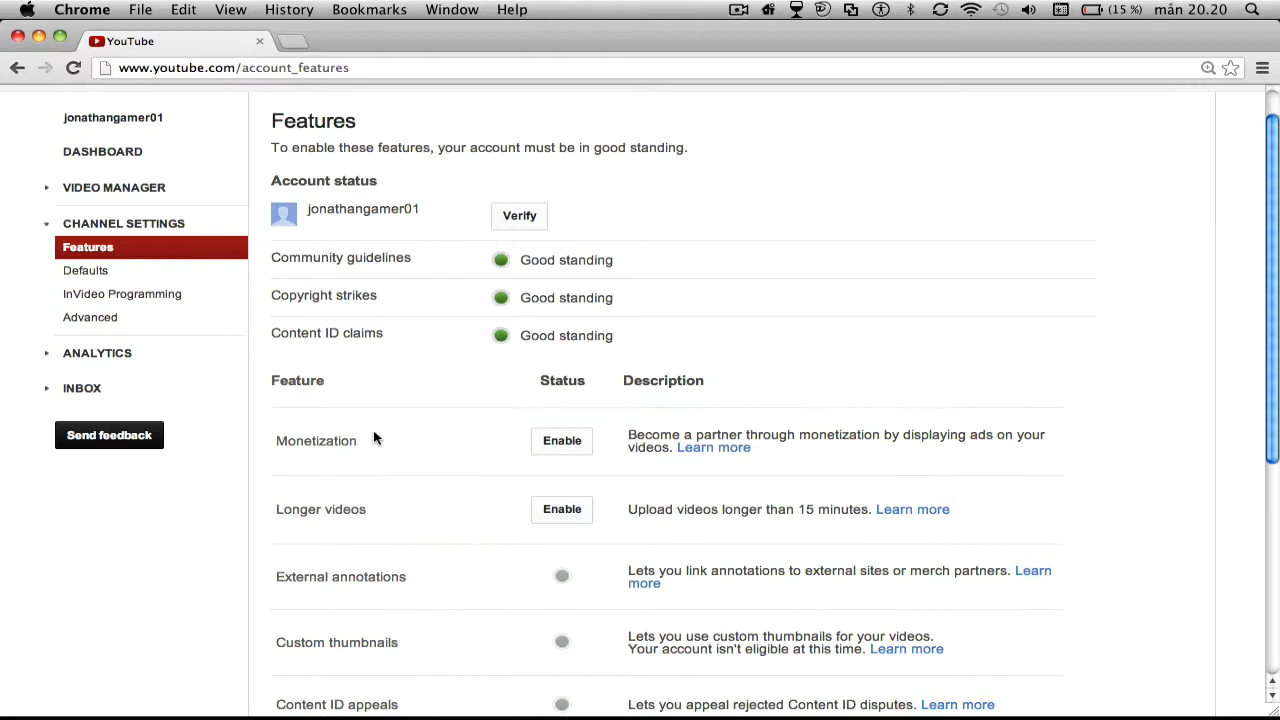 Chrome File Edit View History Bookmarks Window Help (15 %) mån 20.20
YouTube
www.youtube.com/account_features
jonathangamer01
DASHBOARD
VIDEO MANAGER
CHANNEL SETTINGS
Features
Defaults
InVideo Programming
Advanced
ANALYTICS
INBOX
Send feedback
Features
To enable these features, your account must be in good standing.
Account status
jonathangamer01 Verify
Community guidelines Good standing
Copyright strikes Good standing
Content ID claims Good standing
Feature Status Description
Monetization Enable Become a partner through monetization by displaying ads on your
videos. Learn more
Longer videos Enable Upload videos longer than 15 minutes. Learn more
External annotations Lets you link annotations to external sites or merch partners. Learn
more
Custom thumbnails Lets you use custom thumbnails for your videos.
Your account isn't eligible at this time. Learn more
Content ID appeals Lets you appeal rejected Content ID disputes. Learn more